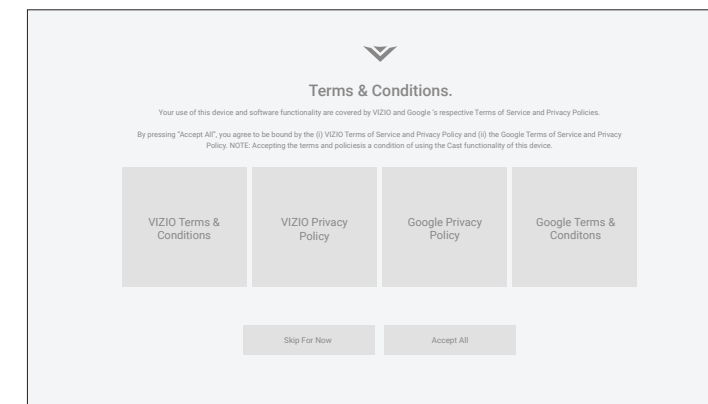 Terms & Conditions.
Your use of this device and software functionality are covered by VIZIO and Google 's respective Terms of Service and Privacy Policies.
By pressing "Accept All", you agree to be bound by the (i) VIZIO Terms of Service and Privacy Policy and (ii) the Google Terms of Service and Privacy
Policy. NOTE: Accepting the terms and policiesis a condition of using the Cast functionality of this device.
VIZIO Terms &
Conditions
VIZIO Privacy
Policy
Google Privacy
Policy
Google Terms &
Conditons
Skip For Now
Accept All